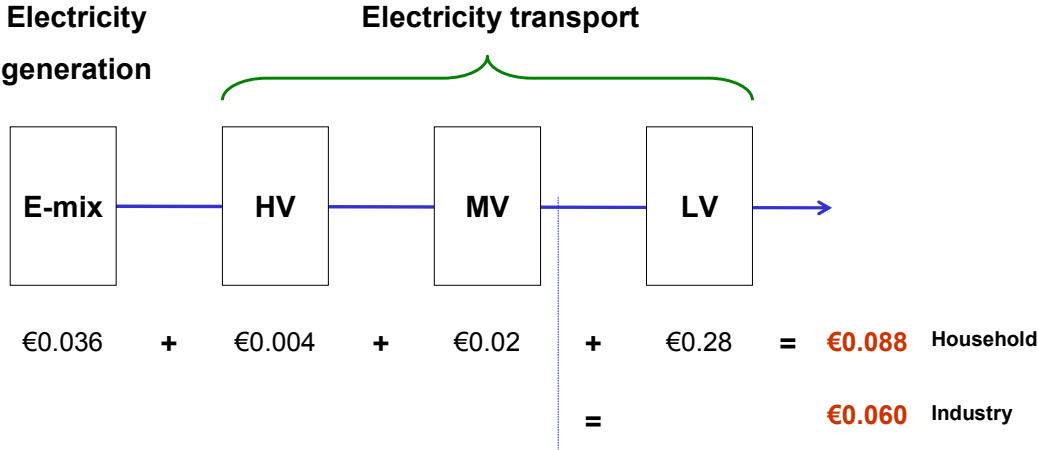 Electricity
generation
Electricity transport
E-mix
HV
MV
LV
€0.036 + €0.004 + €0.02 + €0.28 = €0.088 Household
= €0.060 Industry